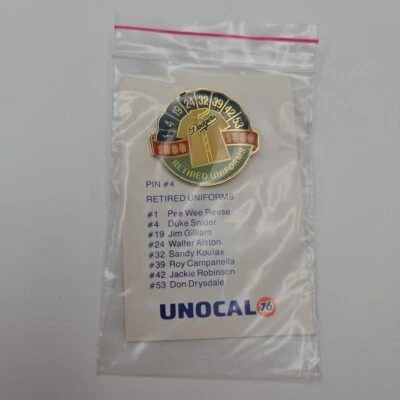 1 4 19 24 32 39 42 53
Dodgers
1890 1990
RETIRED UNIFORMS
PIN #4
RETIRED UNIFORMS
#1 Pee Wee Reese
#4 Duke Snider
#19 Jim Gilliam
#24 Walter Alston
#32 Sandy Koufax
#39 Roy Campanella
#42 Jackie Robinson
#53 Don Drysdale
UNOCAL 76